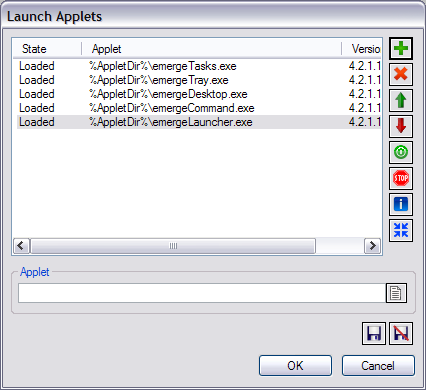 Launch Applets
State Applet Versio
Loaded %AppletDir%\emergeTasks.exe 4.2.1.1
Loaded %AppletDir%\emergeTray.exe 4.2.1.1
Loaded %AppletDir%\emergeDesktop.exe 4.2.1.1
Loaded %AppletDir%\emergeCommand.exe 4.2.1.1
Loaded %AppletDir%\emergeLauncher.exe 4.2.1.1
STOP
i
Applet
OK Cancel